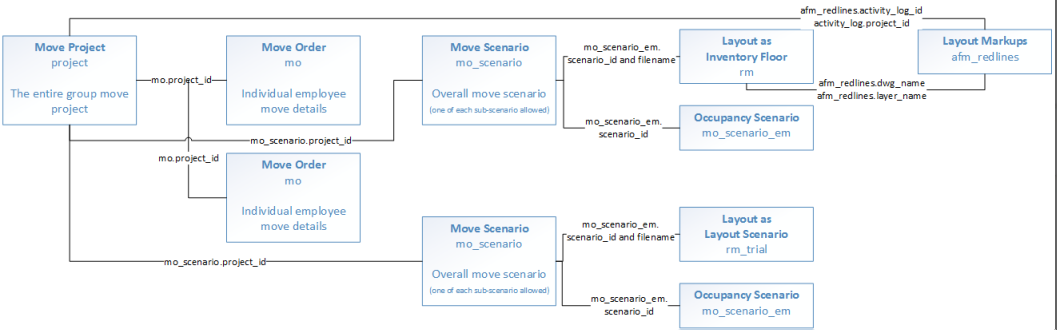 afm_redlines.activity_log_id
activity_log.project_id
Move Project
project
The entire group move
project
mo.project_id
Move Order
mo
Individual employee
move details
Move Scenario
mo_scenario
Overall move scenario
(one of each sub-scenario allowed)
mo_scenario_em.
scenario_id and filename
Layout as
Inventory Floor
rm
Layout Markups
afm_redlines
afm_redlines.dwg_name
afm_redlines.layer_name
mo_scenario_em.
scenario_id
Occupancy Scenario
mo_scenario_em
mo_scenario.project_id
mo.project_id
Move Order
mo
Individual employee
move details
Move Scenario
mo_scenario
Overall move scenario
(one of each sub-scenario allowed)
mo_scenario_em.
scenario_id and filename
Layout as
Layout Scenario
rm_trial
mo_scenario.project_id
mo_scenario_em.
scenario_id
Occupancy Scenario
mo_scenario_em